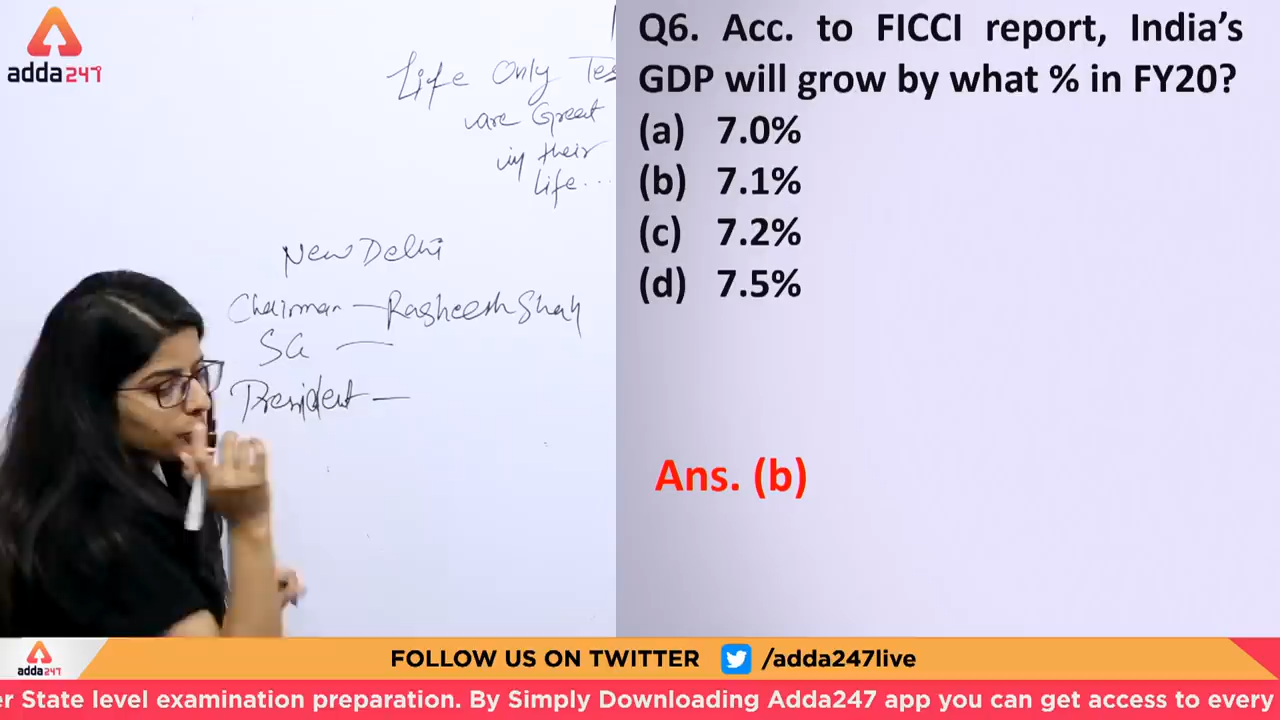 adda247
Life Only Tes
are Great
in their
life...
New Delhi
Chairman - Rasheesh Shah
SG -
President -
Q6. Acc. to FICCI report, India's
GDP will grow by what % in FY20?
(a) 7.0%
(b) 7.1%
(c) 7.2%
(d) 7.5%
Ans. (b)
adda247
FOLLOW US ON TWITTER /adda247live
er State level examination preparation. By Simply Downloading Adda247 app you can get access to every